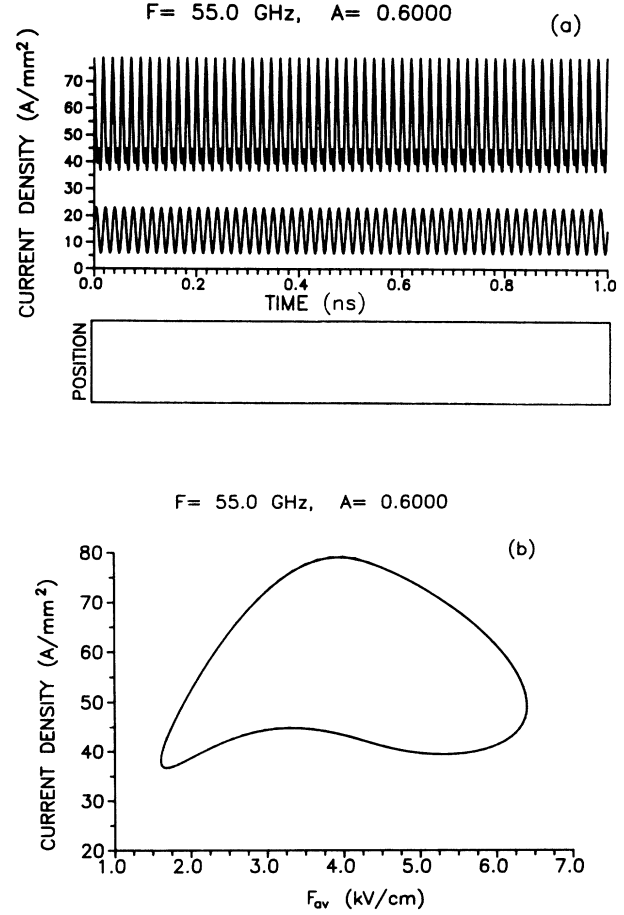 F= 55.0 GHz, A= 0.6000
(a)
CURRENT DENSITY (A/mm²)
70
60
50
40
30
20
10
0
0.0 0.2 0.4 0.6 0.8 1.0
TIME (ns)
POSITION
F= 55.0 GHz, A= 0.6000
(b)
CURRENT DENSITY (A/mm²)
80
70
60
50
40
30
20
1.0 2.0 3.0 4.0 5.0 6.0 7.0
Fav (kV/cm)